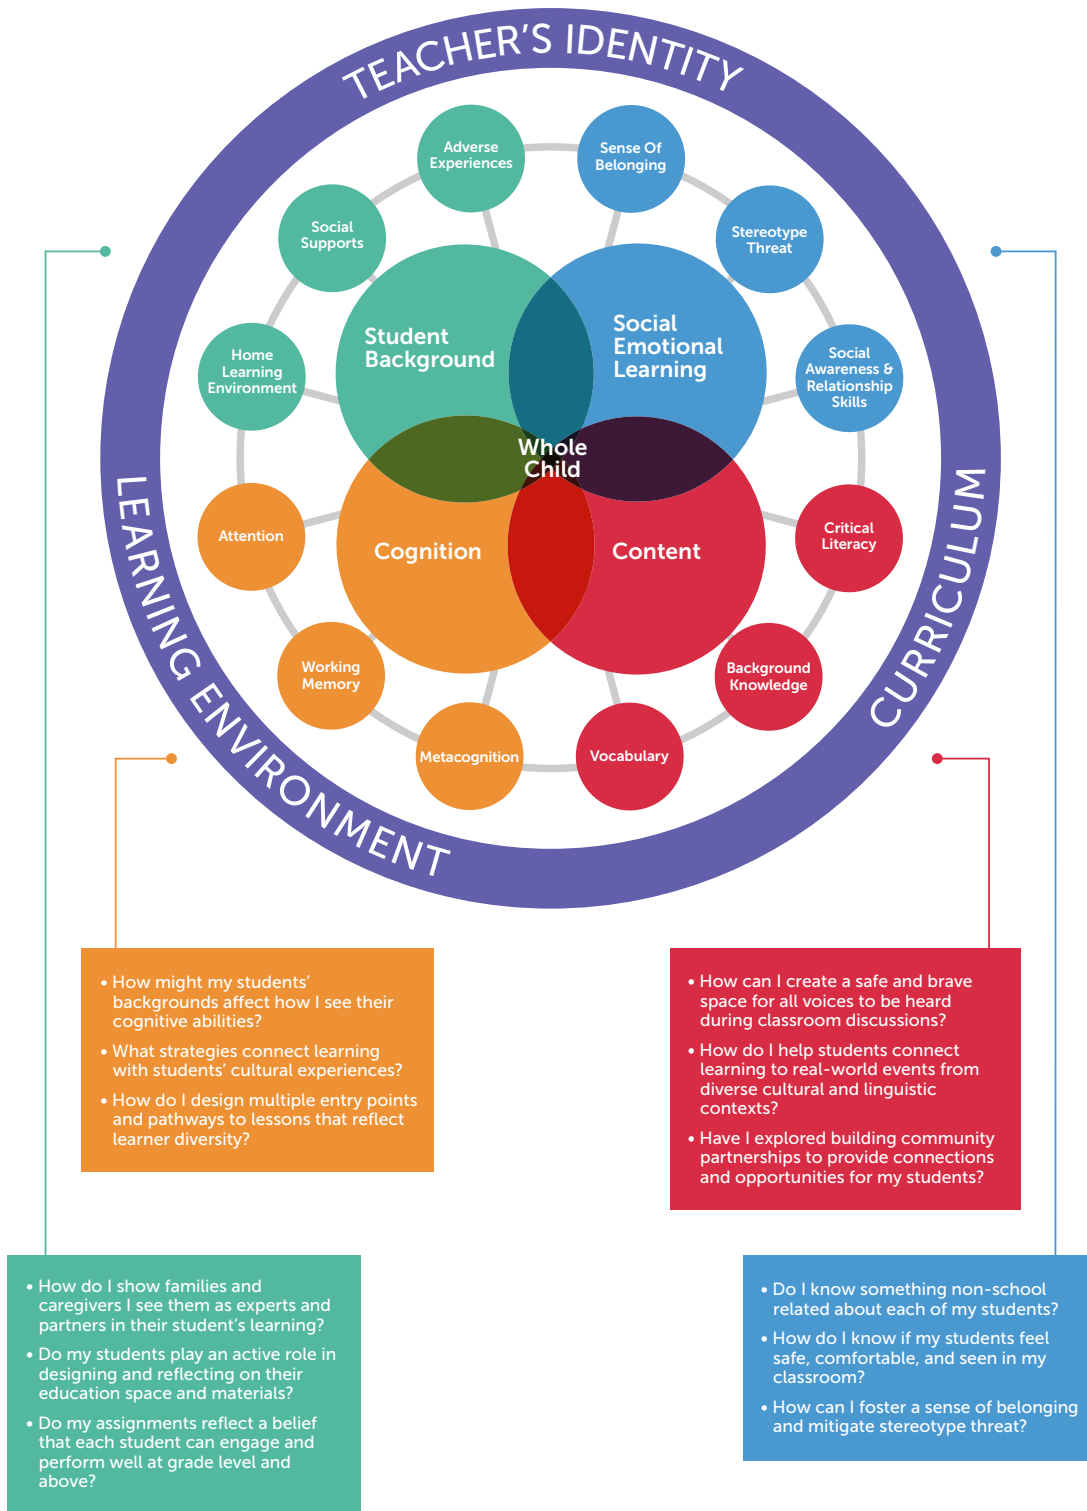 TEACHER'S IDENTITY
Adverse
Experiences
Sense Of
Belonging
Social
Supports
Stereotype
Threat
Home
Learning
Environment
Social
Awareness &
Relationship
Skills
Student
Background
Social
Emotional
Learning
Whole
Child
Cognition
Content
Attention
Critical
Literacy
Working
Memory
Background
Knowledge
Metacognition
Vocabulary
LEARNING ENVIRONMENT
CURRICULUM
• How might my students’
backgrounds affect how I see their
cognitive abilities?
• What strategies connect learning
with students’ cultural experiences?
• How do I design multiple entry points
and pathways to lessons that reflect
learner diversity?
• How can I create a safe and brave
space for all voices to be heard
during classroom discussions?
• How do I help students connect
learning to real-world events from
diverse cultural and linguistic
contexts?
• Have I explored building community
partnerships to provide connections
and opportunities for my students?
• How do I show families and
caregivers I see them as experts and
partners in their student’s learning?
• Do my students play an active role in
designing and reflecting on their
education space and materials?
• Do my assignments reflect a belief
that each student can engage and
perform well at grade level and
above?
• Do I know something non-school
related about each of my students?
• How do I know if my students feel
safe, comfortable, and seen in my
classroom?
• How can I foster a sense of belonging
and mitigate stereotype threat?